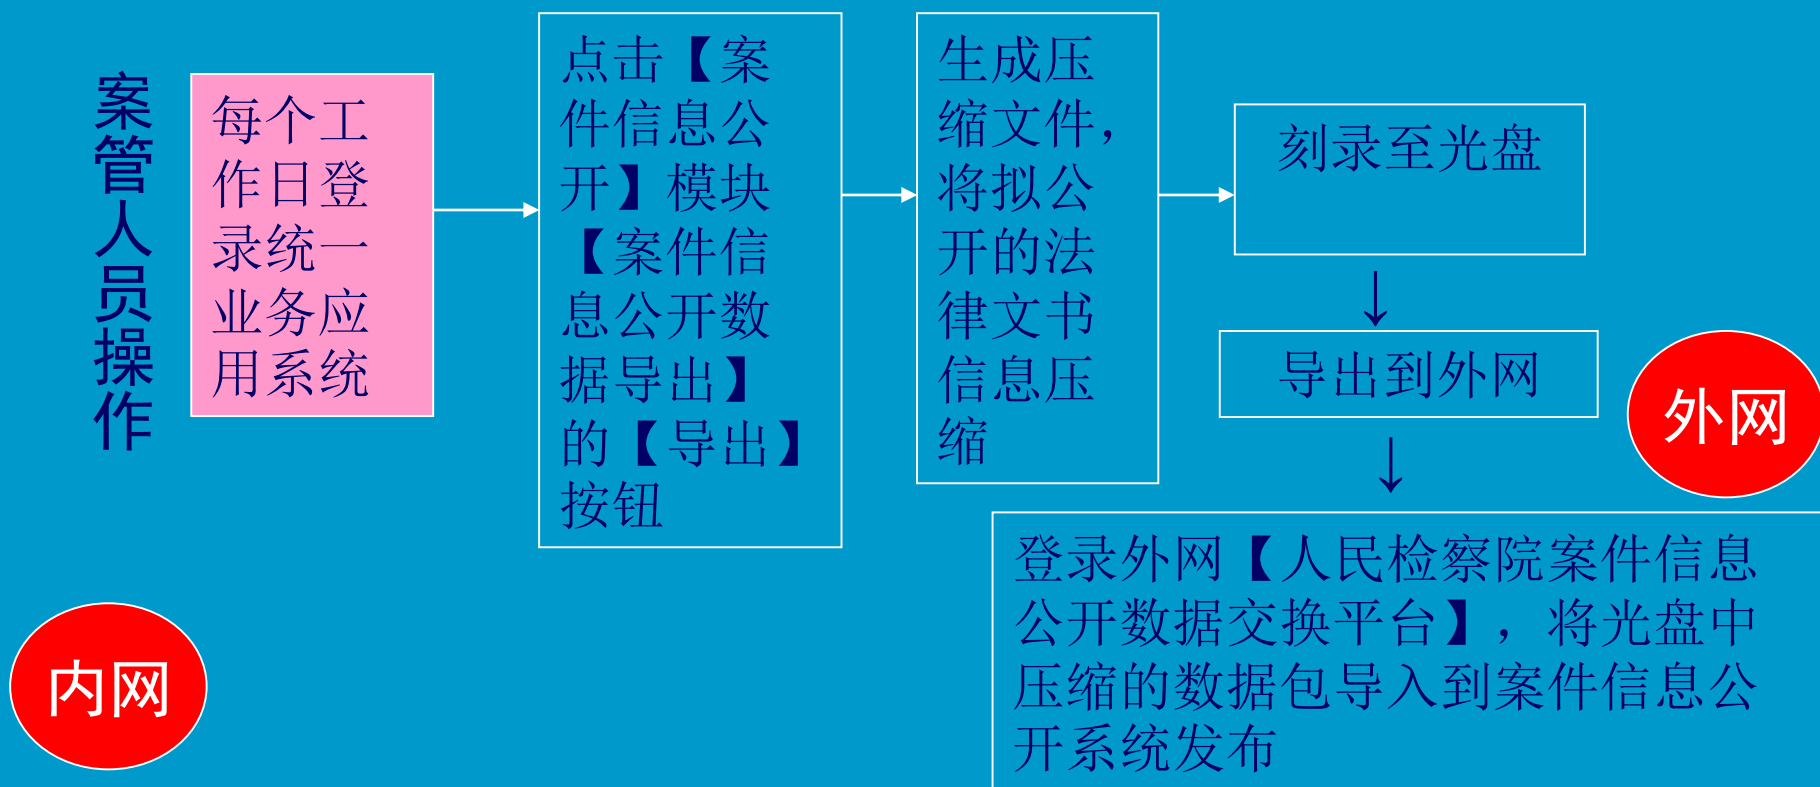 案管人员操作
每个工
作日登
录统一
业务应
用系统
点击【案
件信息公
开】模块
【案件信
息公开数
据导出】
的【导出】
按钮
生成压
缩文件，
将拟公
开的法
律文书
信息压
缩
刻录至光盘
↓
导出到外网
↓
外网
登录外网【人民检察院案件信息
公开数据交换平台】，将光盘中
压缩的数据包导入到案件信息公
开系统发布
内网